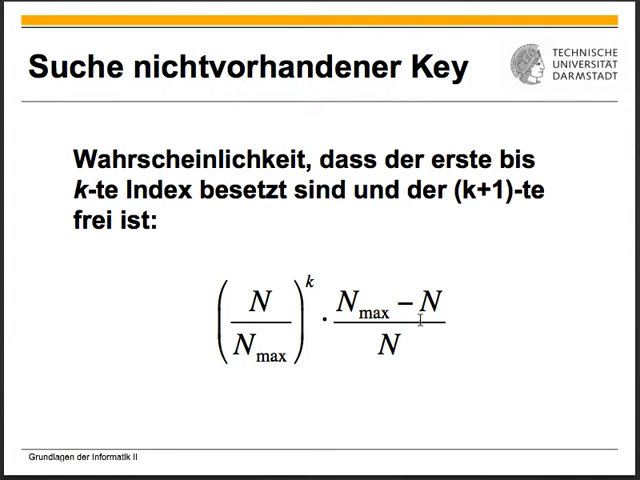 Suche nichtvorhandener Key
TECHNISCHE
UNIVERSITÄT
DARMSTADT
Wahrscheinlichkeit, dass der erste bis
k-te Index besetzt sind und der (k+1)-te
frei ist:
(N / N_max)^k · (N_max − N) / N
Grundlagen der Informatik II